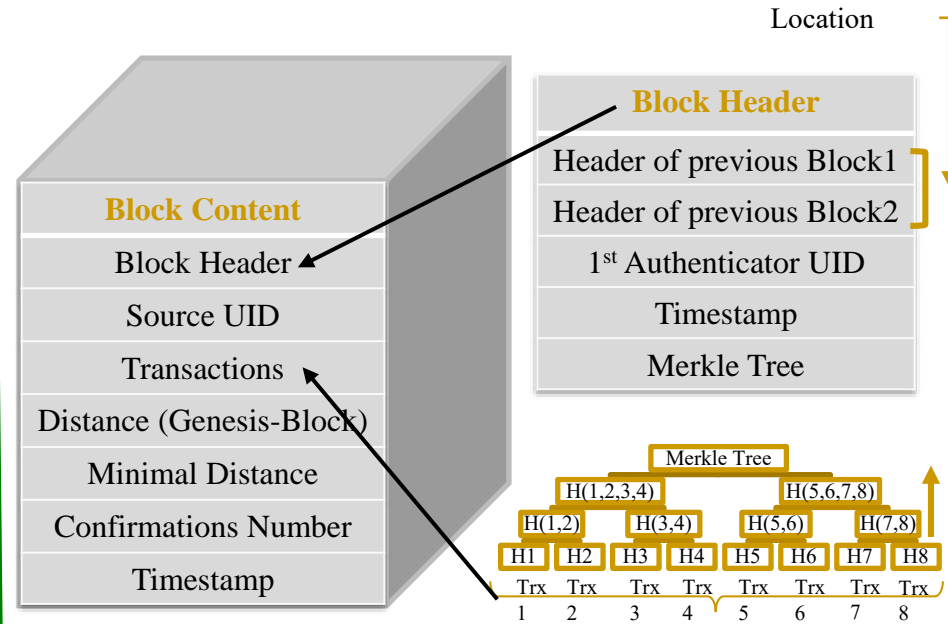 Location
Block Header
Header of previous Block1
Header of previous Block2
1st Authenticator UID
Timestamp
Merkle Tree
Block Content
Block Header
Source UID
Transactions
Distance (Genesis-Block)
Minimal Distance
Confirmations Number
Timestamp
Merkle Tree
H(1,2,3,4) H(5,6,7,8)
H(1,2) H(3,4) H(5,6) H(7,8)
H1 H2 H3 H4 H5 H6 H7 H8
Trx Trx Trx Trx Trx Trx Trx Trx
1 2 3 4 5 6 7 8